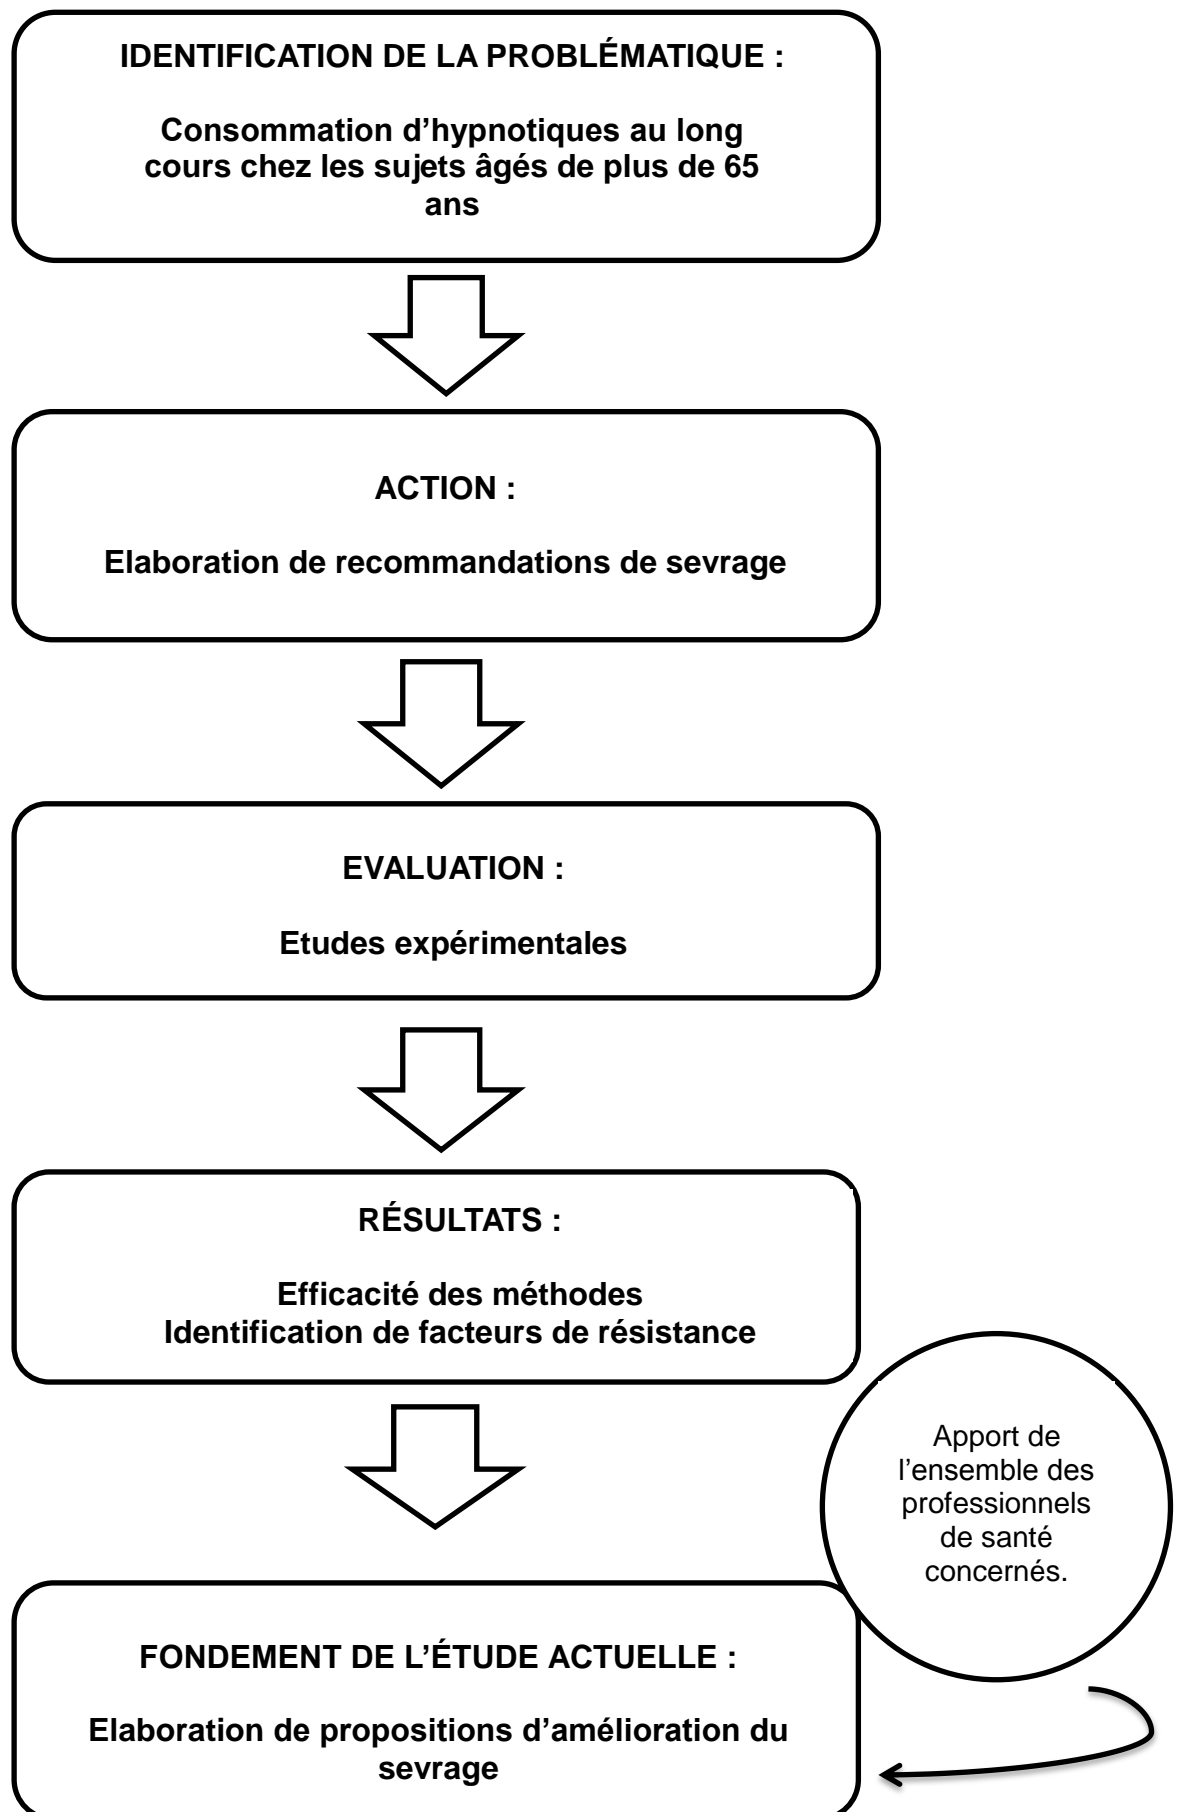 IDENTIFICATION DE LA PROBLÉMATIQUE :
Consommation d’hypnotiques au long
cours chez les sujets âgés de plus de 65
ans
ACTION :
Elaboration de recommandations de sevrage
EVALUATION :
Etudes expérimentales
RÉSULTATS :
Efficacité des méthodes
Identification de facteurs de résistance
Apport de
l’ensemble des
professionnels
de santé
concernés.
FONDEMENT DE L’ÉTUDE ACTUELLE :
Elaboration de propositions d’amélioration du
sevrage